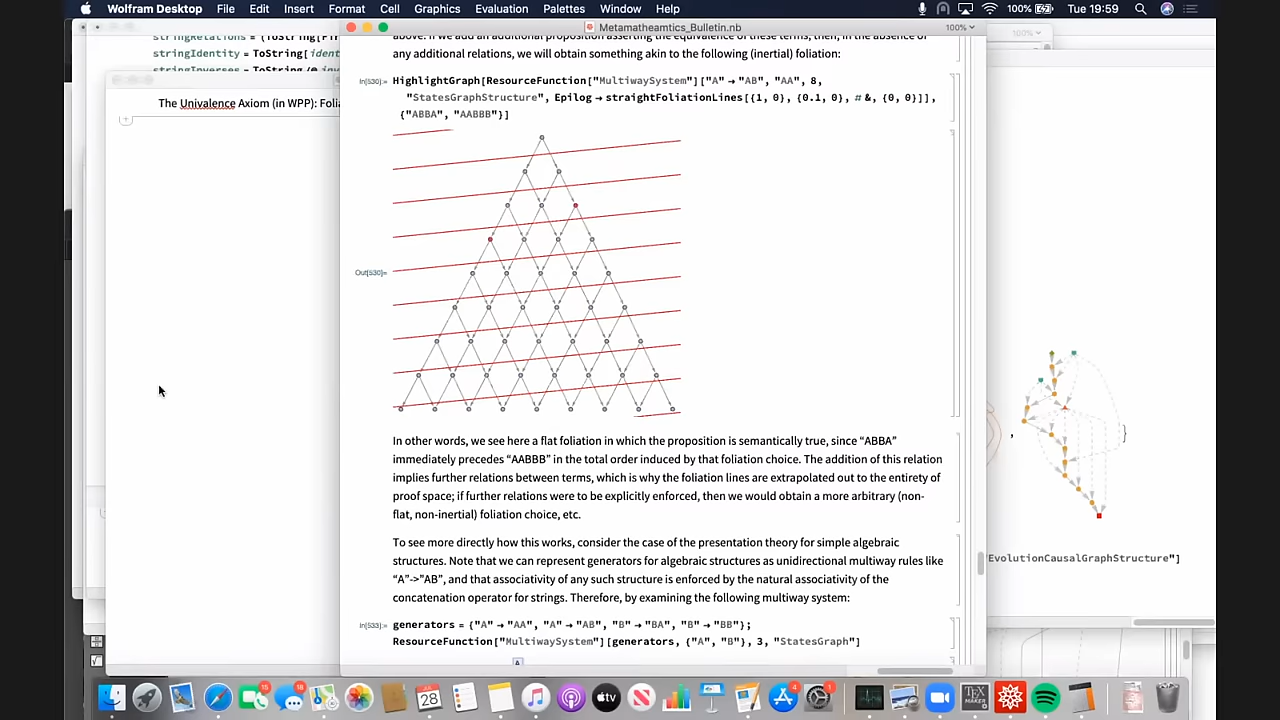 Wolfram Desktop File Edit Insert Format Cell Graphics Evaluation Palettes Window Help 100% Tue 19:59
Metamatheamtics_Bulletin.nb 100%
100%
any additional relations, we will obtain something akin to the following (inertial) foliation:
The Univalence Axiom (in WPP): Folia
In[530]:= HighlightGraph[ResourceFunction["MultiwaySystem"]["A" → "AB", "AA", 8,
"StatesGraphStructure", Epilog → straightFoliationLines[{1, 0}, {0.1, 0}, # &, {0, 0}]],
{"ABBA", "AABBB"}]
Out[530]=
In other words, we see here a flat foliation in which the proposition is semantically true, since “ABBA”
immediately precedes “AABBB” in the total order induced by that foliation choice. The addition of this relation
implies further relations between terms, which is why the foliation lines are extrapolated out to the entirety of
proof space; if further relations were to be explicitly enforced, then we would obtain a more arbitrary (non-
flat, non-inertial) foliation choice, etc.
To see more directly how this works, consider the case of the presentation theory for simple algebraic
structures. Note that we can represent generators for algebraic structures as unidirectional multiway rules like
“A”->”AB”, and that associativity of any such structure is enforced by the natural associativity of the
concatenation operator for strings. Therefore, by examining the following multiway system:
In[533]:= generators = {"A" → "AA", "A" → "AB", "B" → "BA", "B" → "BB"};
ResourceFunction["MultiwaySystem"][generators, {"A", "B"}, 3, "StatesGraph"]
A
, }
EvolutionCausalGraphStructure"]
JUL
28
tv
TEX